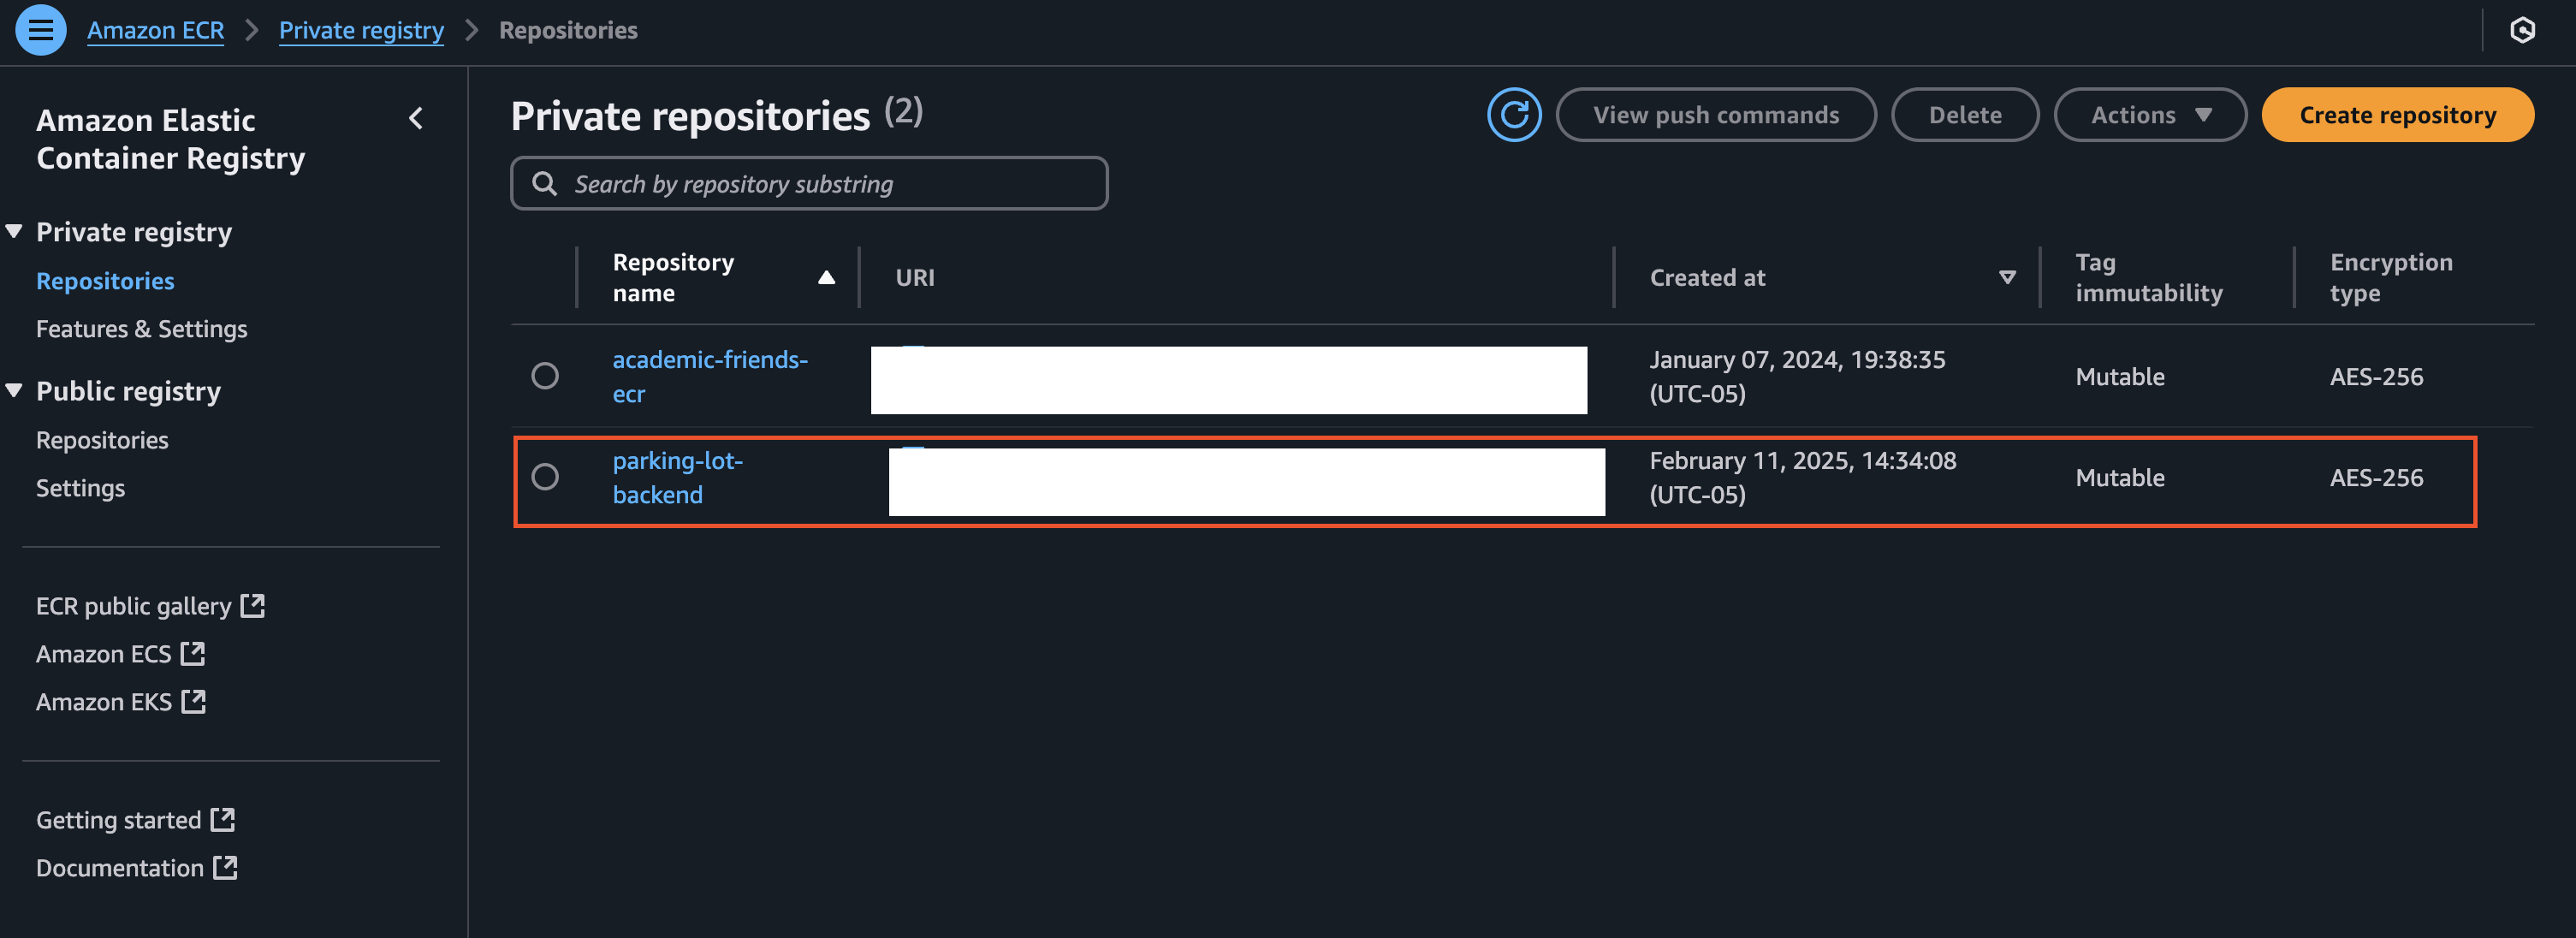 Amazon ECR > Private registry > Repositories
Amazon Elastic
Container Registry
Private registry
Repositories
Features & Settings
Public registry
Repositories
Settings
ECR public gallery
Amazon ECS
Amazon EKS
Getting started
Documentation
Private repositories (2)
View push commands
Delete
Actions
Create repository
Search by repository substring
Repository
name
URI
Created at
Tag
immutability
Encryption
type
academic-friends-
ecr
January 07, 2024, 19:38:35
(UTC-05)
Mutable
AES-256
parking-lot-
backend
February 11, 2025, 14:34:08
(UTC-05)
Mutable
AES-256